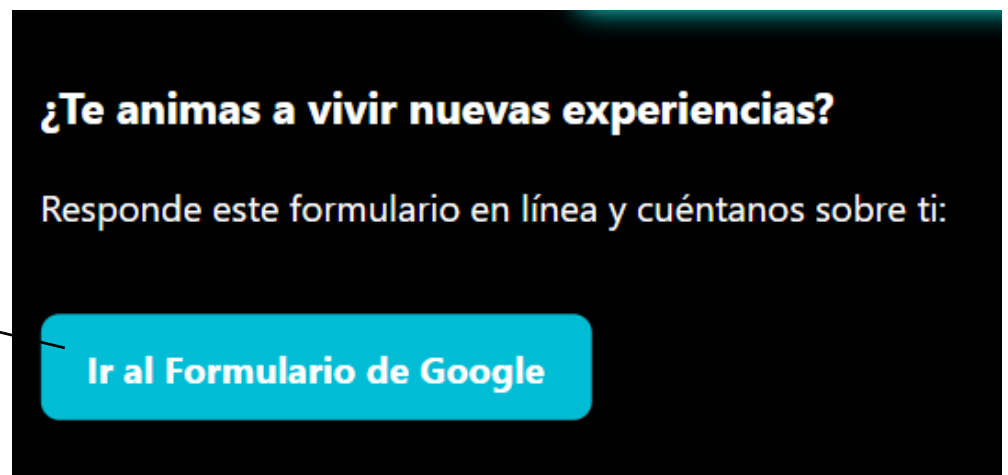 ¿Te animas a vivir nuevas experiencias?
Responde este formulario en línea y cuéntanos sobre ti:
Ir al Formulario de Google